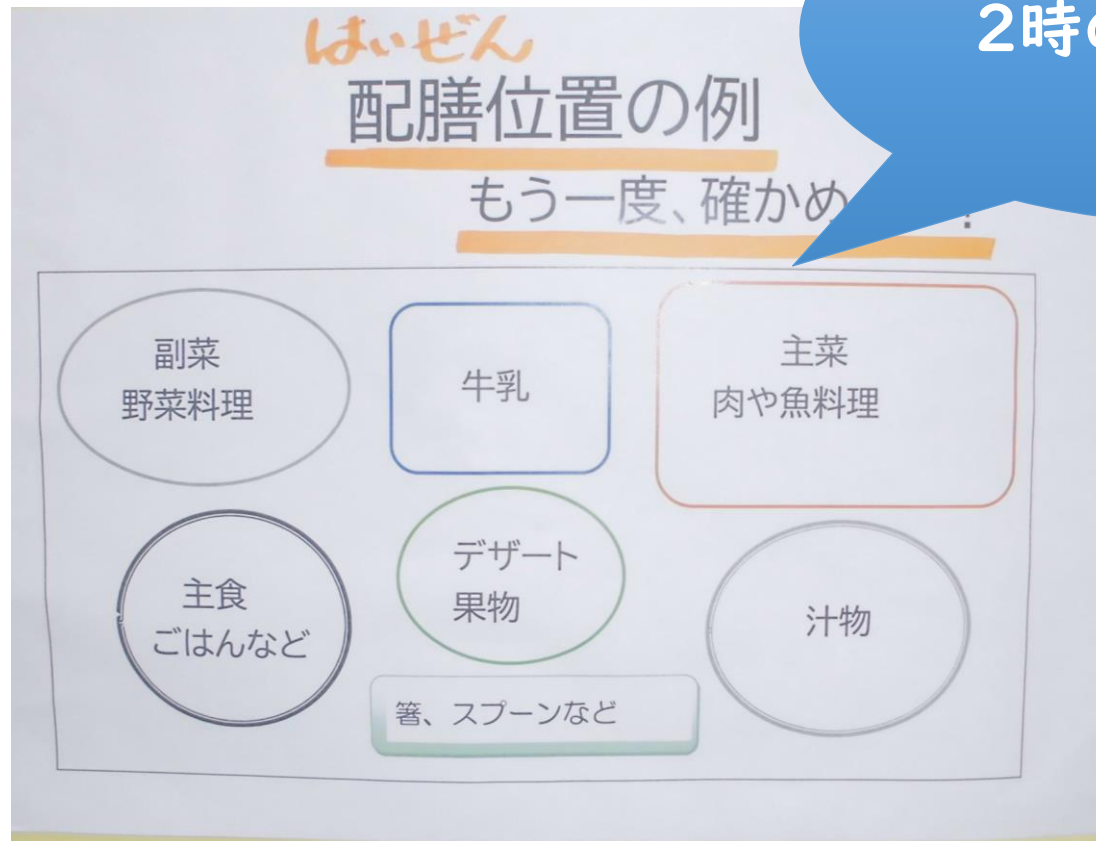 2時の
はいぜん
配膳位置の例
もう一度、確かめ
副菜
野菜料理
牛乳
主菜
肉や魚料理
主食
ごはんなど
デザート
果物
汁物
箸、スプーンなど